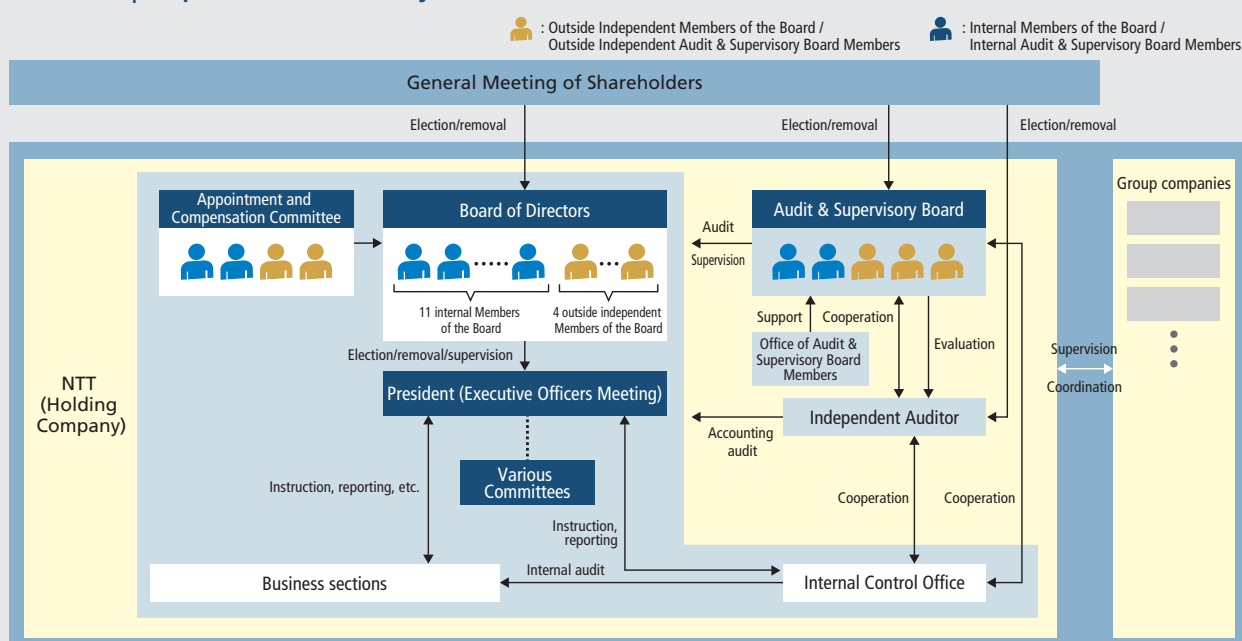 : Outside Independent Members of the Board /
Outside Independent Audit & Supervisory Board Members
: Internal Members of the Board /
Internal Audit & Supervisory Board Members
General Meeting of Shareholders
Election/removal
Election/removal
Election/removal
Appointment and
Compensation Committee
Board of Directors
Audit & Supervisory Board
Group companies
Audit
Supervision
11 internal Members
of the Board
4 outside independent
Members of the Board
Support
Cooperation
Office of Audit &
Supervisory Board
Members
Evaluation
Supervision
Coordination
Election/removal/supervision
NTT
(Holding
Company)
President (Executive Officers Meeting)
Independent Auditor
Accounting
audit
Various
Committees
Instruction, reporting, etc.
Cooperation
Cooperation
Instruction,
reporting
Internal audit
Business sections
Internal Control Office